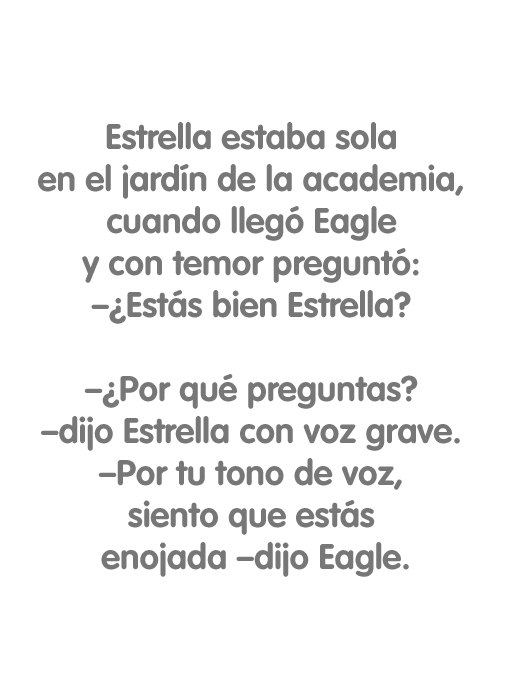 Estrella estaba sola
en el jardín de la academia,
cuando llegó Eagle
y con temor preguntó:
–¿Estás bien Estrella?
–¿Por qué preguntas?
–dijo Estrella con voz grave.
–Por tu tono de voz,
siento que estás
enojada –dijo Eagle.